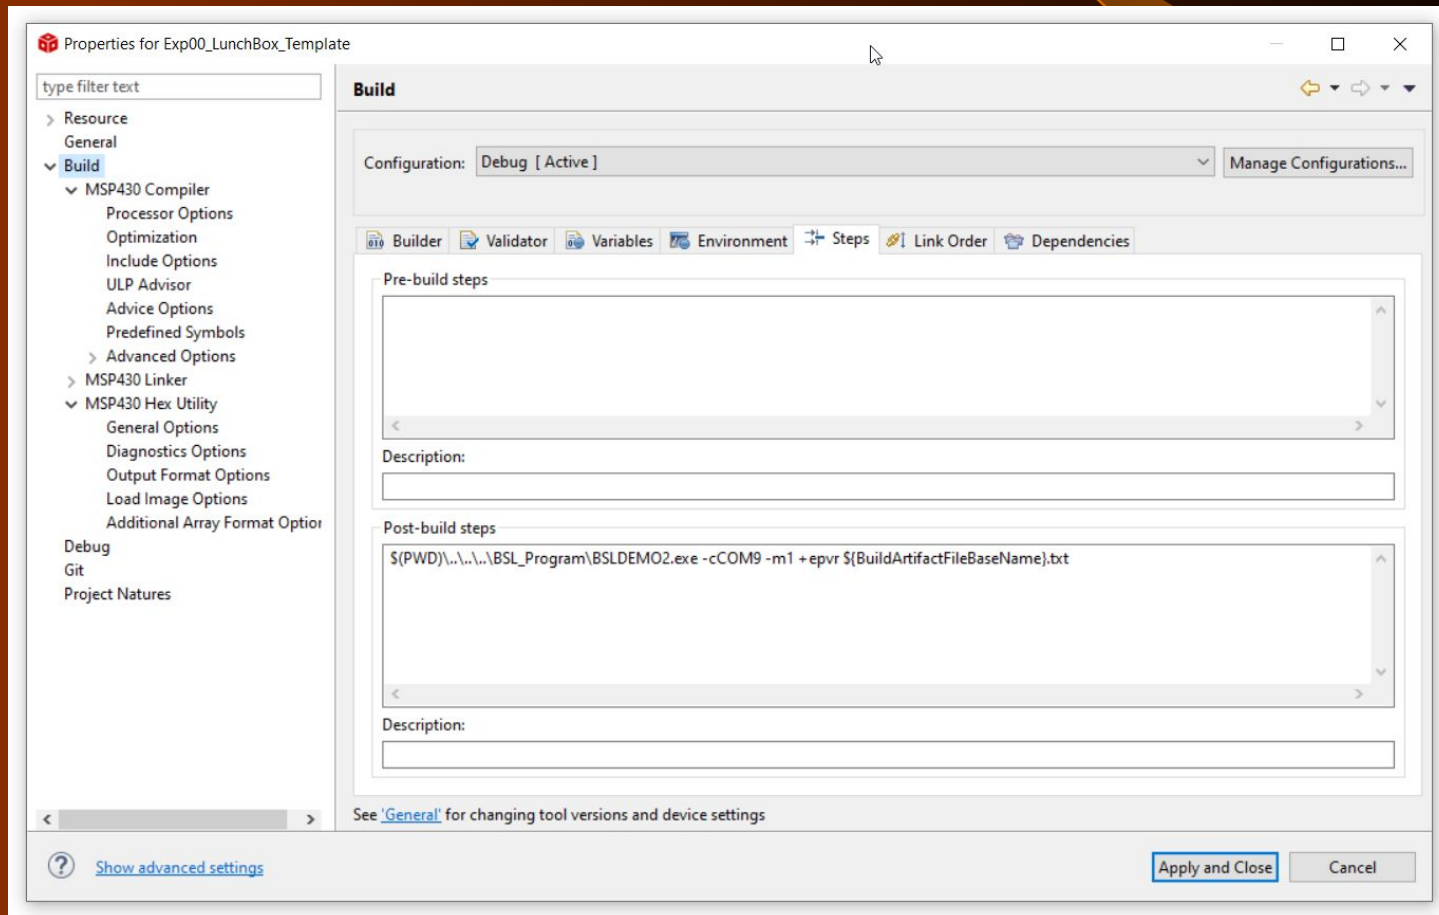 Properties for Exp00_LunchBox_Template
type filter text
Resource
General
Build
MSP430 Compiler
Processor Options
Optimization
Include Options
ULP Advisor
Advice Options
Predefined Symbols
Advanced Options
MSP430 Linker
MSP430 Hex Utility
General Options
Diagnostics Options
Output Format Options
Load Image Options
Additional Array Format Option
Debug
Git
Project Natures
Build
Configuration: Debug [ Active ] Manage Configurations...
Builder Validator Variables Environment Steps Link Order Dependencies
Pre-build steps
Description:
Post-build steps
$(PWD)\..\..\..\BSL_Program\BSLDEMO2.exe -cCOM9 -m1 +epvr ${BuildArtifactFileBaseName}.txt
Description:
See 'General' for changing tool versions and device settings
? Show advanced settings
Apply and Close Cancel